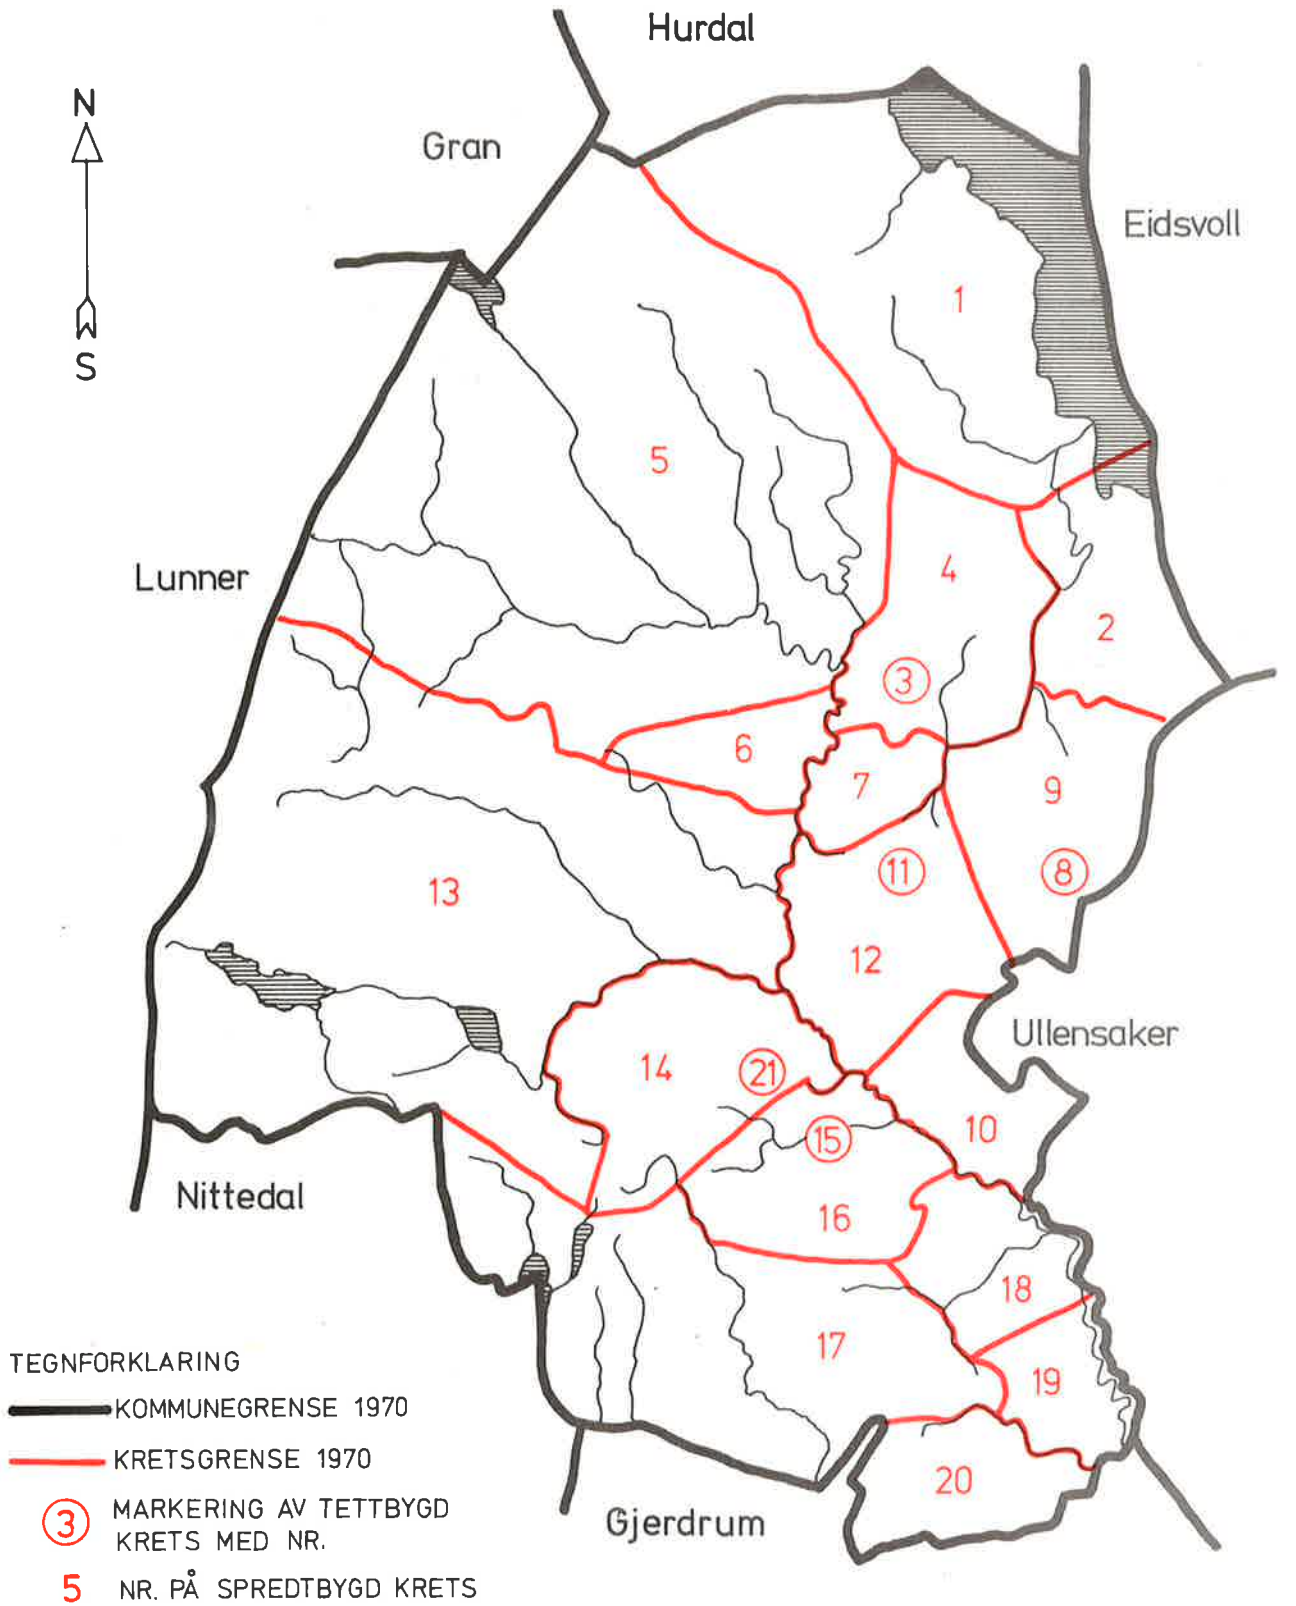 Hurdal
N
Gran
Eidsvoll
1
S
5
4
Lunner
2
3
6
7
9
11
8
13
12
Ullensaker
14
21
15
10
Nittedal
16
18
17
19
20
Gjerdrum
TEGNFORKLARING
KOMMUNEGRENSE 1970
KRETSGRENSE 1970
3 MARKERING AV TETTBYGD
KRETS MED NR.
5 NR. PÅ SPREDTBYGD KRETS